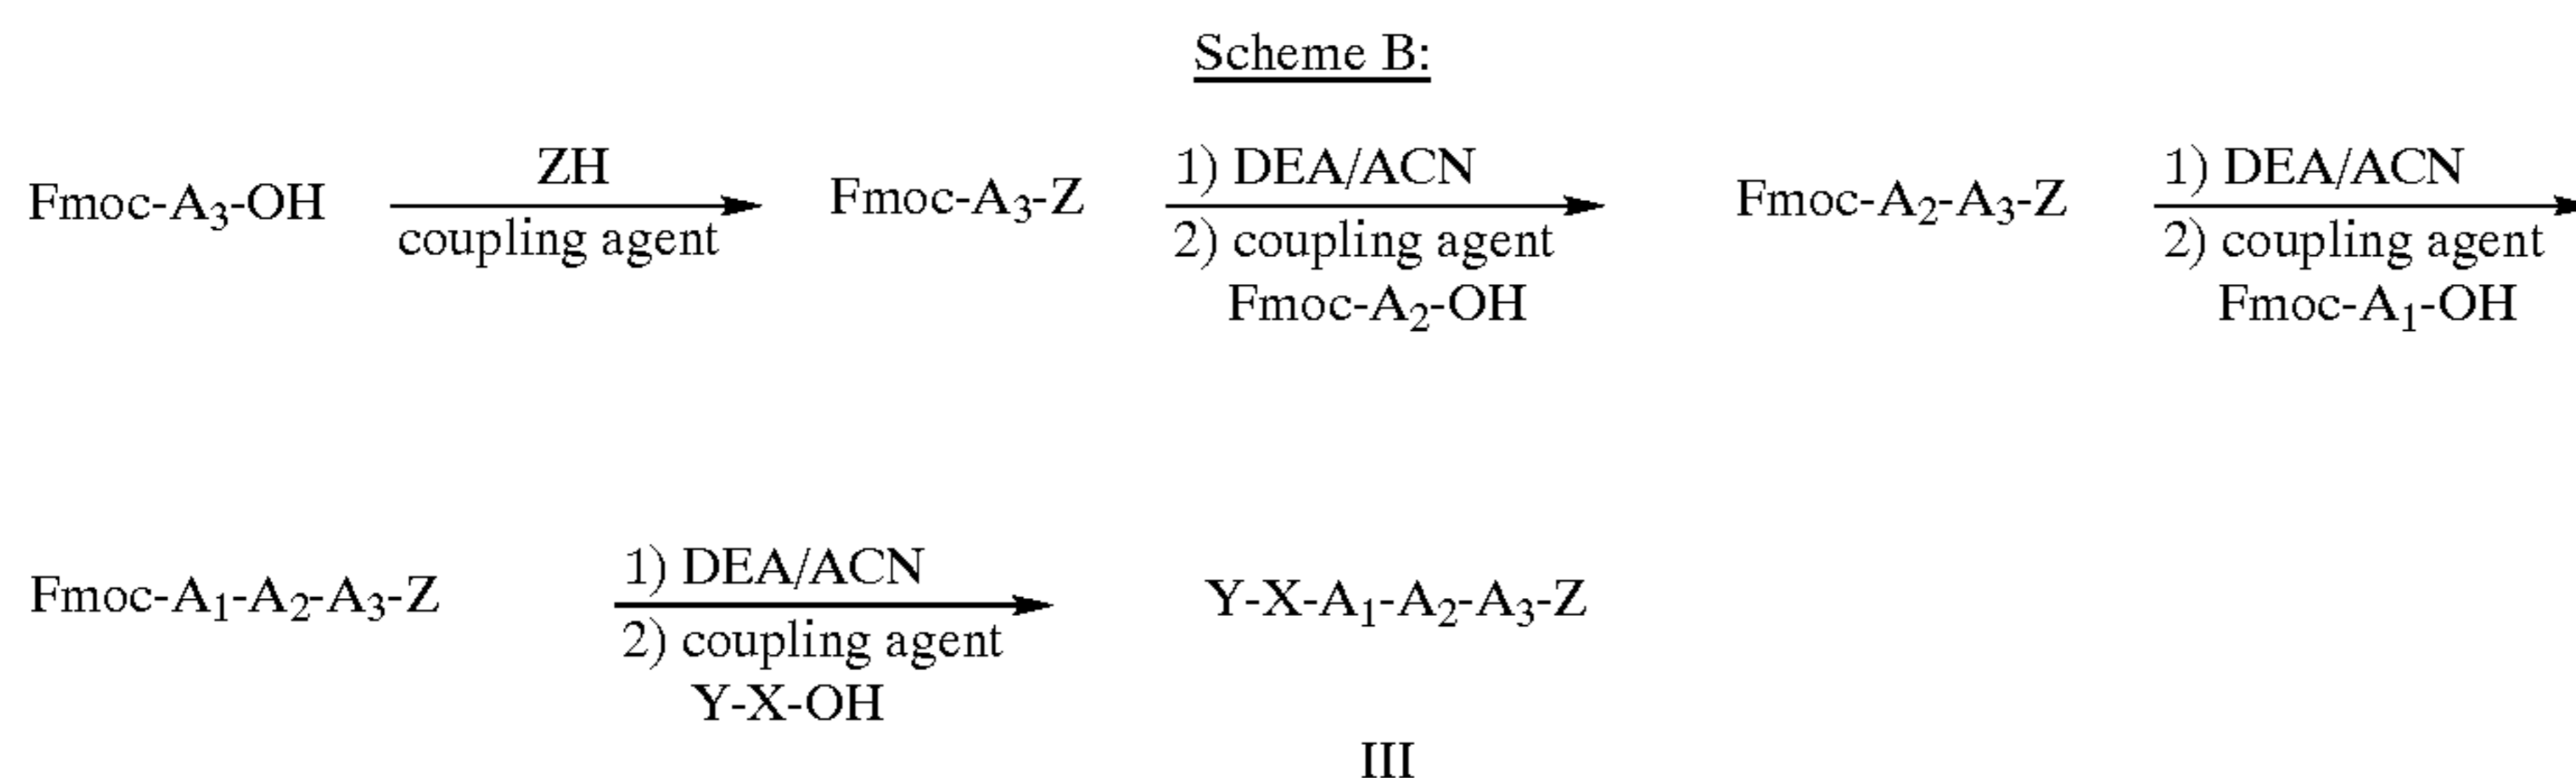 Scheme B:
Fmoc-A₃-OH
ZH
coupling agent
Fmoc-A₃-Z
1) DEA/ACN
2) coupling agent
Fmoc-A₂-OH
Fmoc-A₂-A₃-Z
1) DEA/ACN
2) coupling agent
Fmoc-A₁-OH
Fmoc-A₁-A₂-A₃-Z
1) DEA/ACN
2) coupling agent
Y-X-OH
Y-X-A₁-A₂-A₃-Z
III